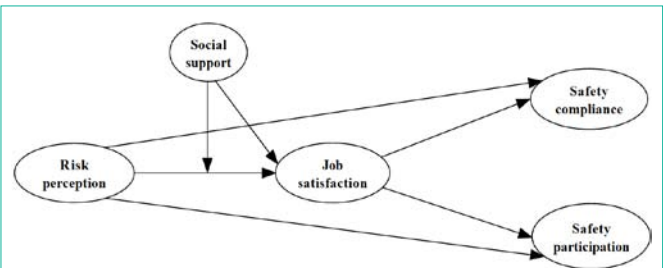 Social
support
Safety
compliance
Risk
perception
Job
satisfaction
Safety
participation